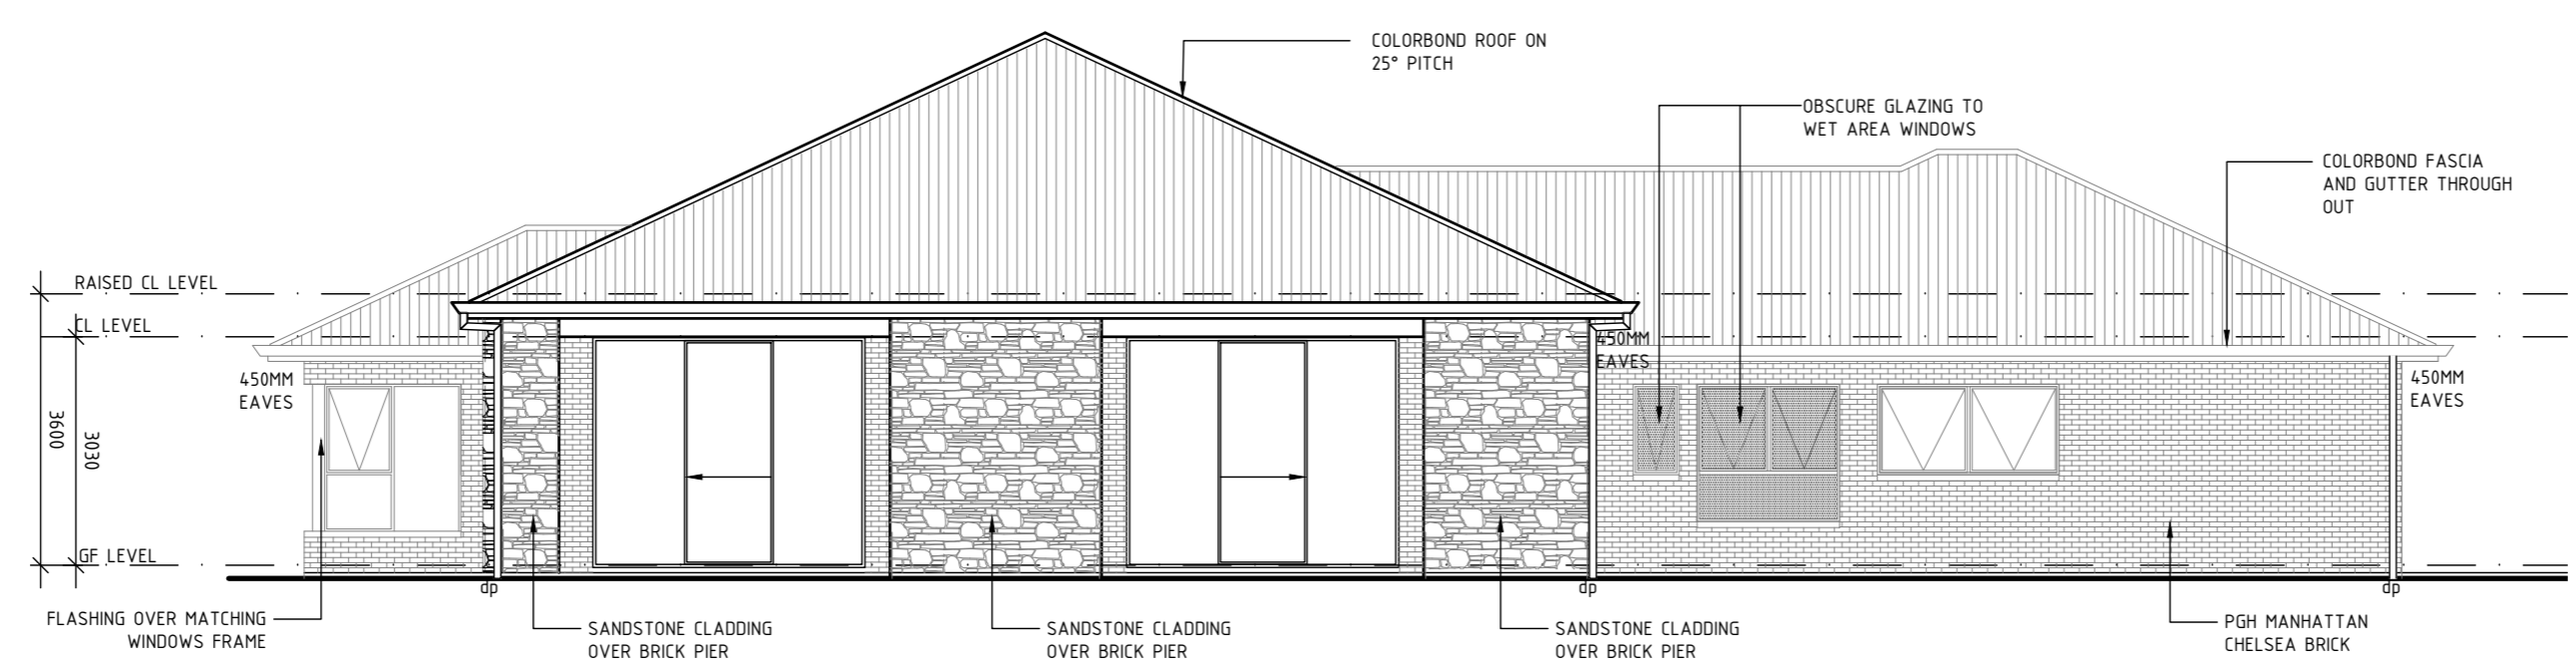 COLORBOND ROOF ON
25° PITCH
OBSCURE GLAZING TO
WET AREA WINDOWS
COLORBOND FASCIA
AND GUTTER THROUGH
OUT
RAISED CL LEVEL
CL LEVEL
450MM
EAVES
450MM
EAVES
450MM
EAVES
3600
3030
GF LEVEL
dp
dp
dp
FLASHING OVER MATCHING
WINDOWS FRAME
SANDSTONE CLADDING
OVER BRICK PIER
SANDSTONE CLADDING
OVER BRICK PIER
SANDSTONE CLADDING
OVER BRICK PIER
PGH MANHATTAN
CHELSEA BRICK